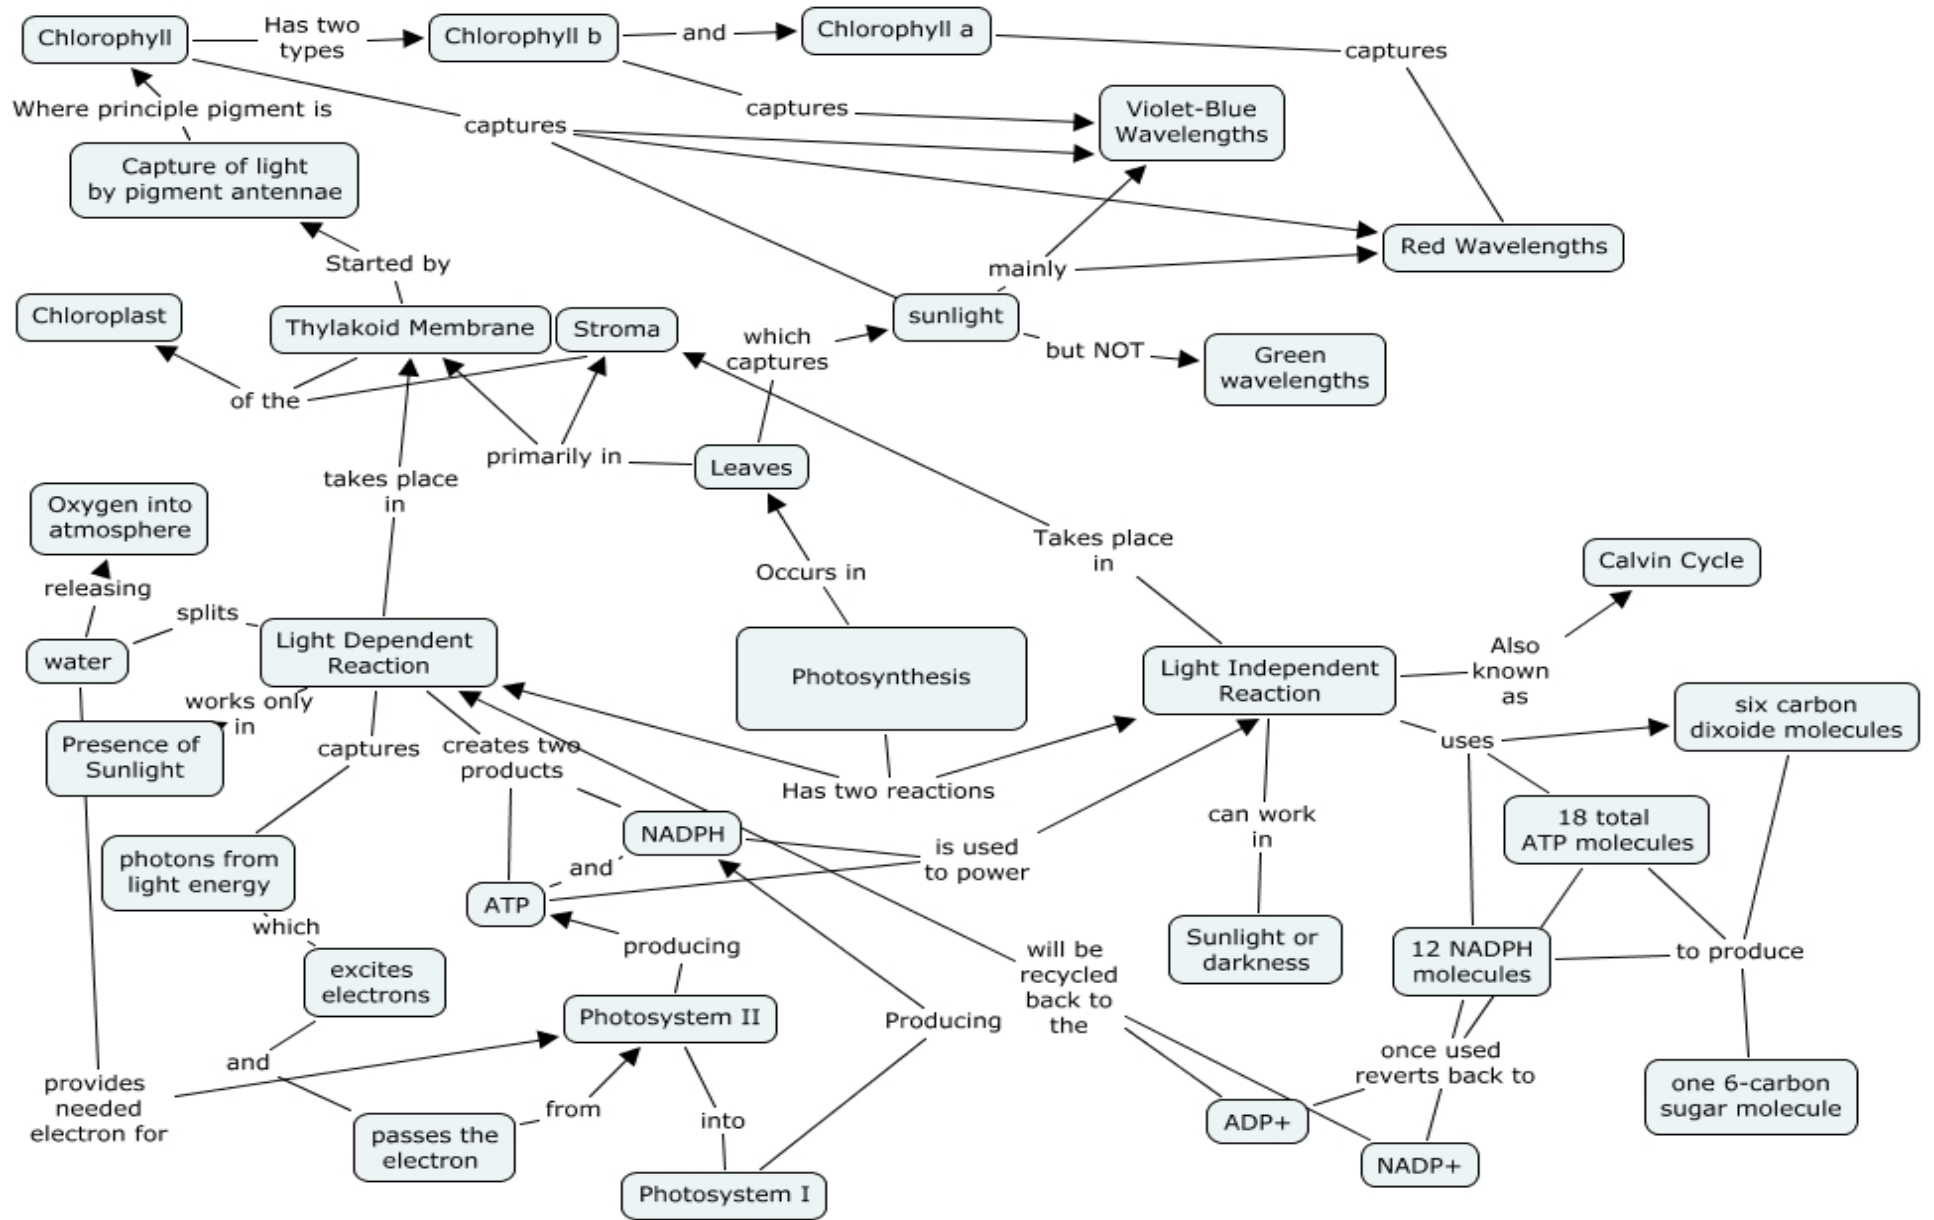 Chlorophyll
Has two
types
Chlorophyll b
and
Chlorophyll a
captures
Where principle pigment is
captures
captures
Violet-Blue
Wavelengths
Capture of light
by pigment antennae
Red Wavelengths
Started by
mainly
Chloroplast
Thylakoid Membrane
Stroma
which
captures
sunlight
but NOT
Green
wavelengths
of the
primarily in
Leaves
takes place
in
Oxygen into
atmosphere
Takes place
in
Calvin Cycle
releasing
Occurs in
splits
water
Light Dependent
Reaction
Photosynthesis
Light Independent
Reaction
Also
known
as
works only
in
six carbon
dixoide molecules
Presence of
Sunlight
captures
creates two
products
uses
Has two reactions
can work
in
18 total
ATP molecules
NADPH
is used
to power
photons from
light energy
and
ATP
which
producing
will be
recycled
back to
the
Sunlight or
darkness
12 NADPH
molecules
to produce
excites
electrons
Photosystem II
Producing
and
once used
reverts back to
provides
needed
electron for
one 6-carbon
sugar molecule
from
into
ADP+
passes the
electron
NADP+
Photosystem I